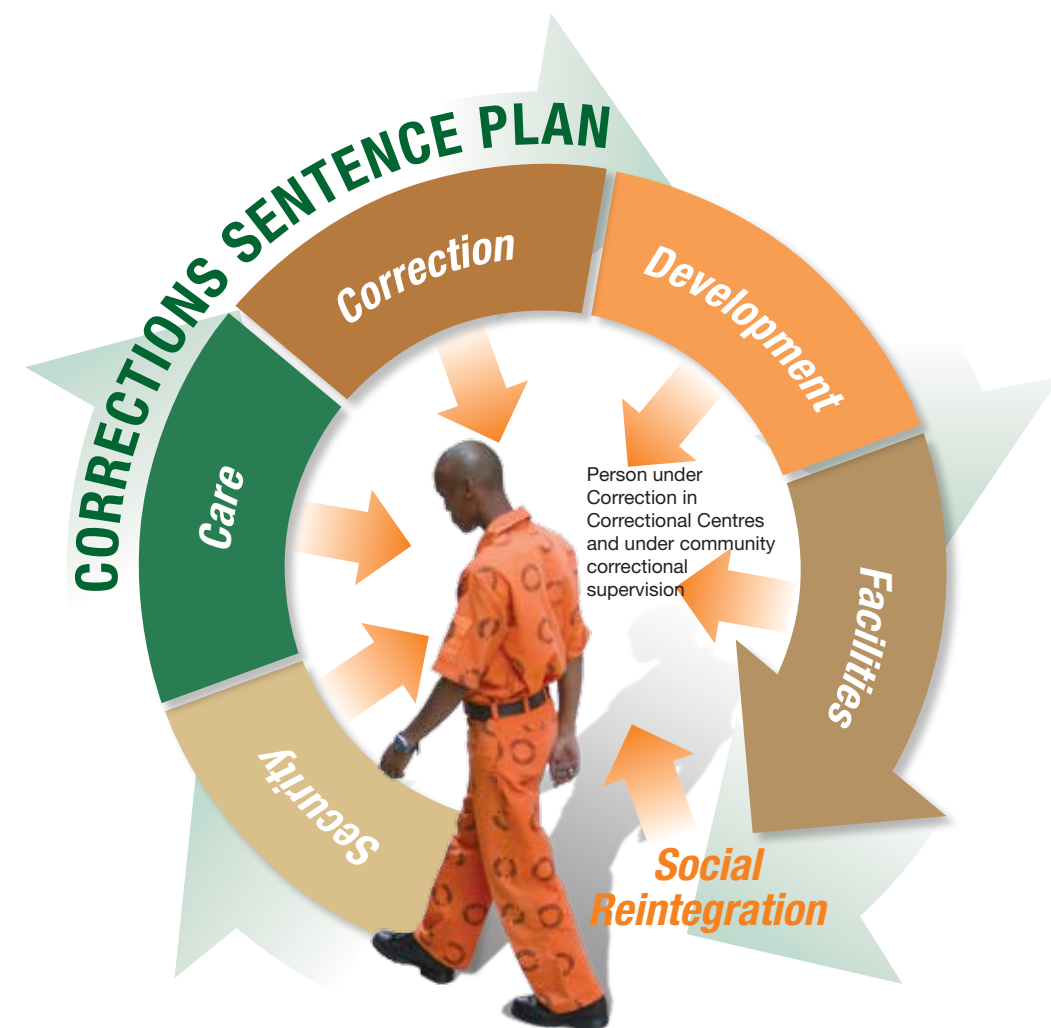 CORRECTIONS SENTENCE PLAN
Correction
Development
Care
Person under
Correction in
Correctional Centres
and under community
correctional
supervision
Facilities
Security
Social
Reintegration